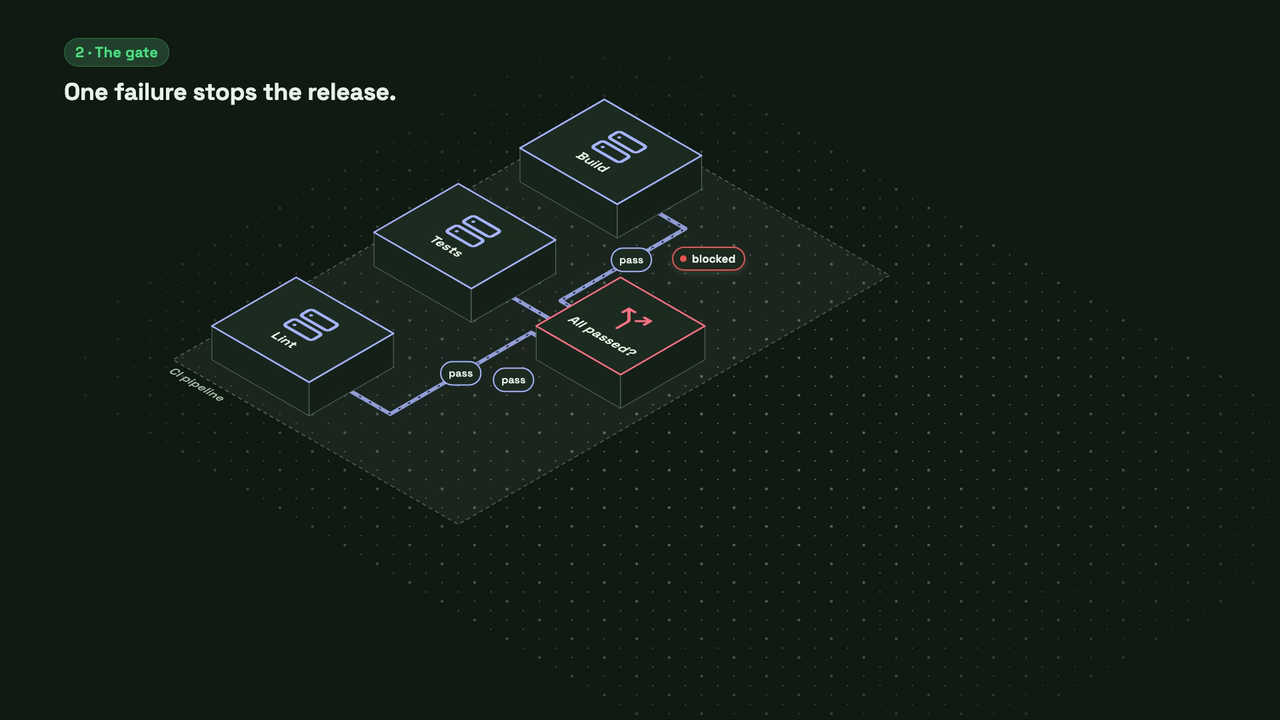 2 · The gate
One failure stops the release.
Build
Tests
pass
blocked
Lint
All passed?
CI pipeline
pass
pass